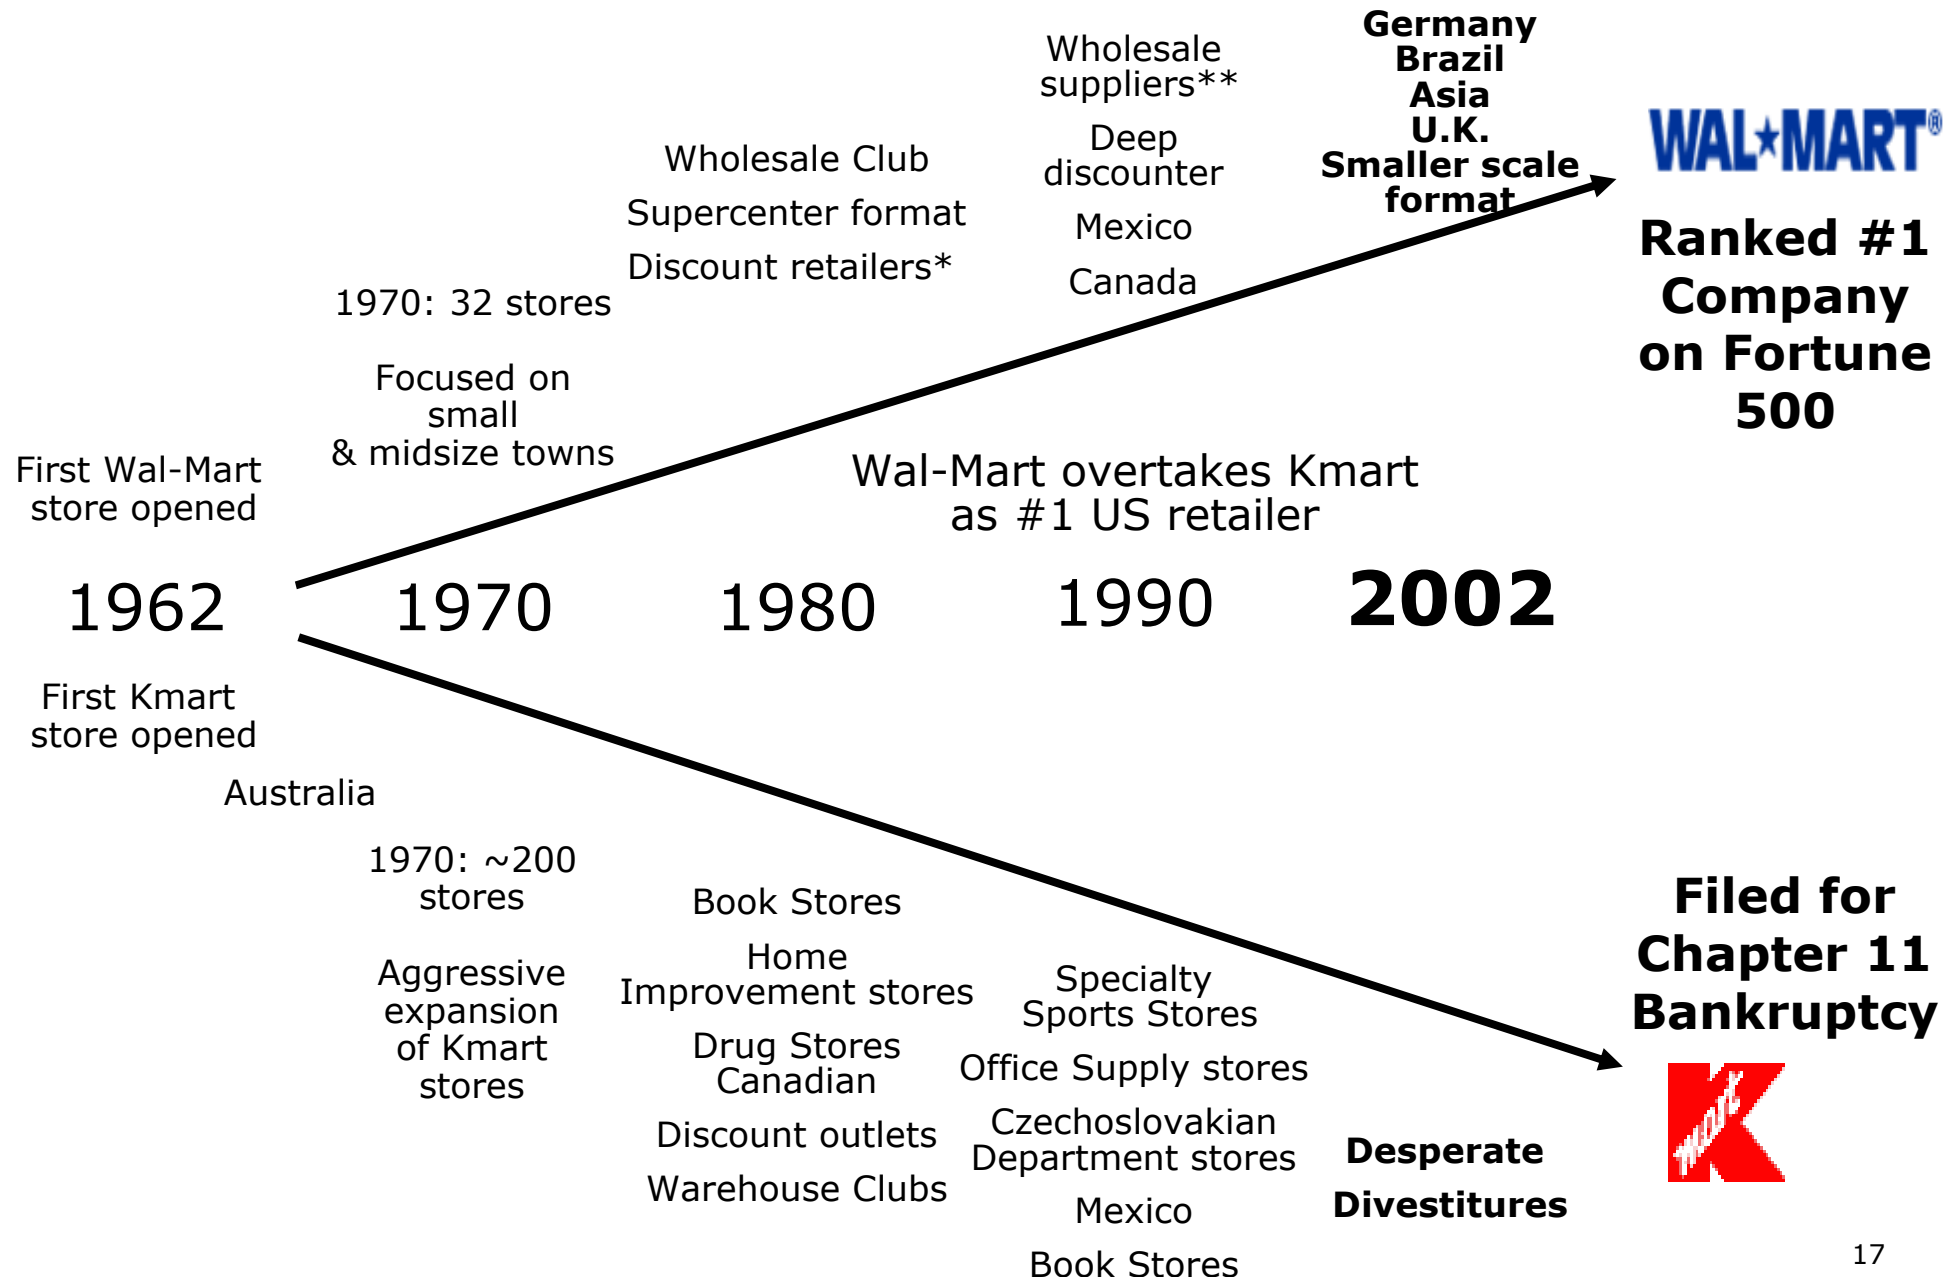 Germany
Brazil
Asia
U.K.
Smaller scale
format
Wholesale
suppliers**
Deep
discounter
Mexico
Canada
Wholesale Club
Supercenter format
Discount retailers*
1970: 32 stores
Focused on
small
& midsize towns
First Wal-Mart
store opened
WAL★MART®
Ranked #1
Company
on Fortune
500
Wal-Mart overtakes Kmart
as #1 US retailer
1962
1970
1980
1990
2002
First Kmart
store opened
Australia
1970: ~200
stores
Aggressive
expansion
of Kmart
stores
Book Stores
Home
Improvement stores
Drug Stores
Canadian
Discount outlets
Warehouse Clubs
Specialty
Sports Stores
Office Supply stores
Czechoslovakian
Department stores
Mexico
Book Stores
Desperate
Divestitures
Filed for
Chapter 11
Bankruptcy
K
mart
17